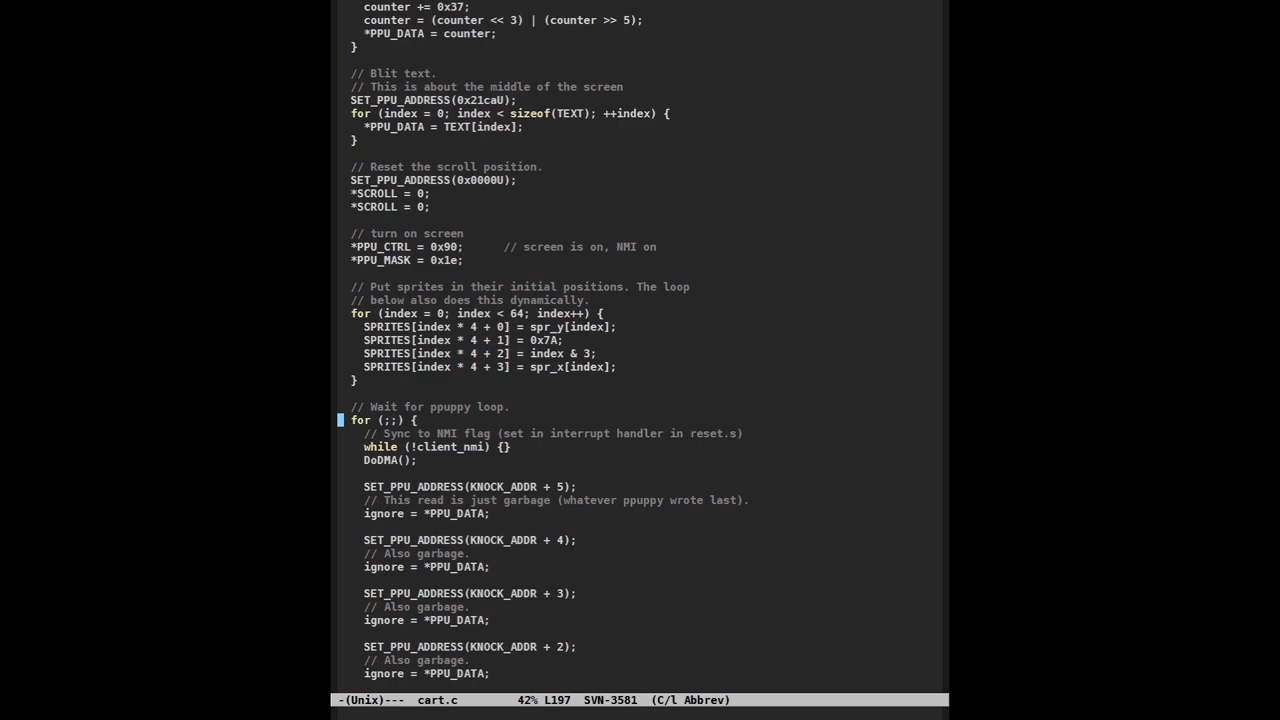 counter += 0x37;
counter = (counter << 3) | (counter >> 5);
*PPU_DATA = counter;
}
// Blit text.
// This is about the middle of the screen
SET_PPU_ADDRESS(0x21caU);
for (index = 0; index < sizeof(TEXT); ++index) {
*PPU_DATA = TEXT[index];
}
// Reset the scroll position.
SET_PPU_ADDRESS(0x0000U);
*SCROLL = 0;
*SCROLL = 0;
// turn on screen
*PPU_CTRL = 0x90;      // screen is on, NMI on
*PPU_MASK = 0x1e;
// Put sprites in their initial positions. The loop
// below also does this dynamically.
for (index = 0; index < 64; index++) {
SPRITES[index * 4 + 0] = spr_y[index];
SPRITES[index * 4 + 1] = 0x7A;
SPRITES[index * 4 + 2] = index & 3;
SPRITES[index * 4 + 3] = spr_x[index];
}
// Wait for ppuppy loop.
for (;;) {
// Sync to NMI flag (set in interrupt handler in reset.s)
while (!client_nmi) {}
DoDMA();
SET_PPU_ADDRESS(KNOCK_ADDR + 5);
// This read is just garbage (whatever ppuppy wrote last).
ignore = *PPU_DATA;
SET_PPU_ADDRESS(KNOCK_ADDR + 4);
// Also garbage.
ignore = *PPU_DATA;
SET_PPU_ADDRESS(KNOCK_ADDR + 3);
// Also garbage.
ignore = *PPU_DATA;
SET_PPU_ADDRESS(KNOCK_ADDR + 2);
// Also garbage.
ignore = *PPU_DATA;
-(Unix)---  cart.c         42% L197  SVN-3581  (C/l Abbrev)